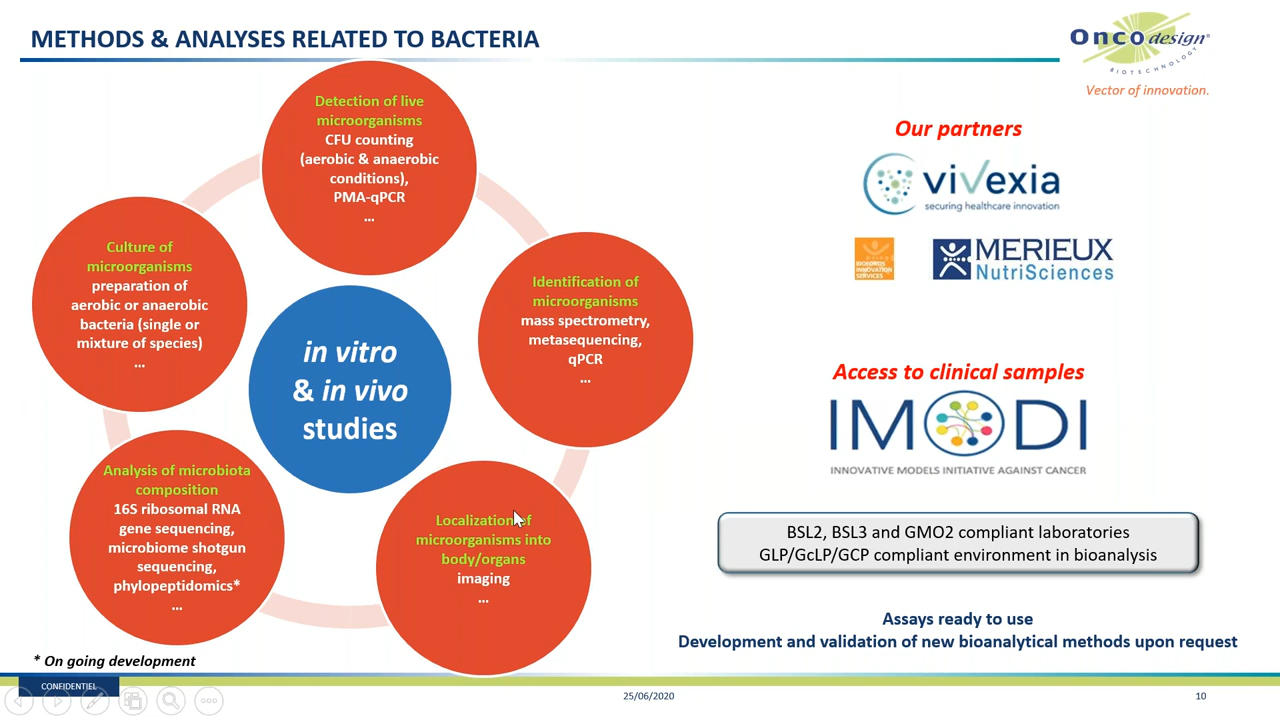 METHODS & ANALYSES RELATED TO BACTERIA
Oncodesign®
BIOTECHNOLOGY
Vector of innovation.
Detection of live
microorganisms
CFU counting
(aerobic & anaerobic
conditions),
PMA-qPCR
...
Identification of
microorganisms
mass spectrometry,
metasequencing,
qPCR
...
Localization of
microorganisms into
body/organs
imaging
...
Analysis of microbiota
composition
16S ribosomal RNA
gene sequencing,
microbiome shotgun
sequencing,
phylopeptidomics*
...
Culture of
microorganisms
preparation of
aerobic or anaerobic
bacteria (single or
mixture of species)
...
in vitro
& in vivo
studies
Our partners
vivexia
securing healthcare innovation
BIOFORTIS
INNOVATION
SERVICES
MERIEUX
NutriSciences
Access to clinical samples
IMODI
INNOVATIVE MODELS INITIATIVE AGAINST CANCER
BSL2, BSL3 and GMO2 compliant laboratories
GLP/GcLP/GCP compliant environment in bioanalysis
Assays ready to use
Development and validation of new bioanalytical methods upon request
* On going development
CONFIDENTIEL
25/06/2020
10